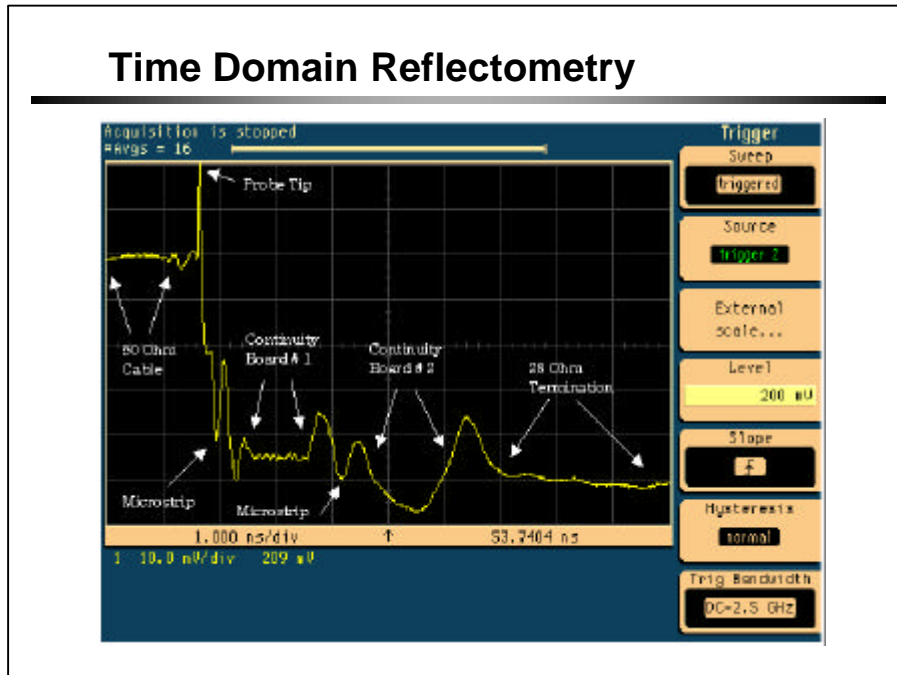 Time Domain Reflectometry
Acquisition is stopped
#Avgs = 16
Probe Tip
50 Ohm
Cable
Continuity
Board # 1
Continuity
Board # 2
28 Ohm
Termination
Microstrip
Microstrip
1.000 ns/div
53.7404 ns
1 10.0 mV/div 209 mV
Trigger
Sweep
triggered
Source
trigger 2
External
scale...
Level
200 mV
Slope
Hysteresis
normal
Trig Bandwidth
DC-2.5 GHz